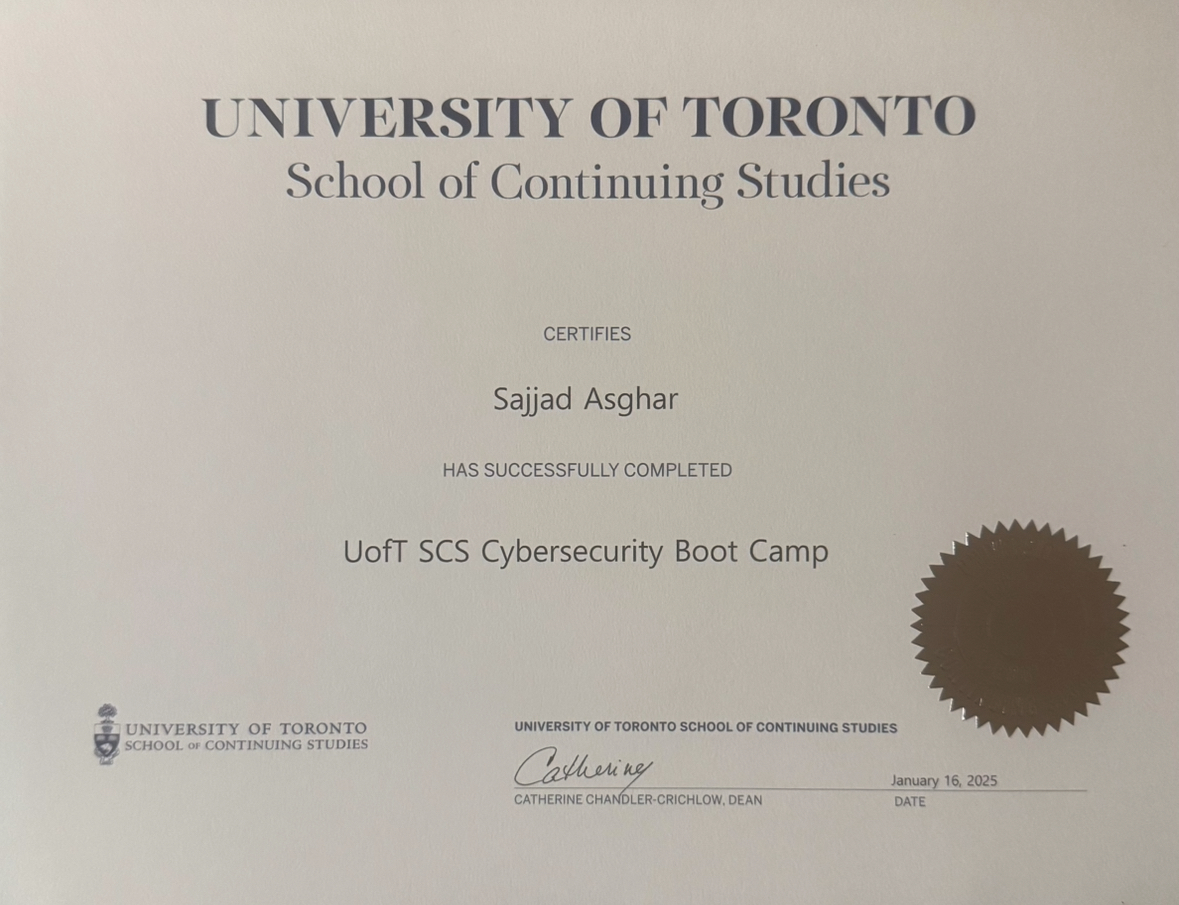 UNIVERSITY OF TORONTO
School of Continuing Studies
CERTIFIES
Sajjad Asghar
HAS SUCCESSFULLY COMPLETED
UofT SCS Cybersecurity Boot Camp
UNIVERSITY OF TORONTO
SCHOOL OF CONTINUING STUDIES
UNIVERSITY OF TORONTO SCHOOL OF CONTINUING STUDIES
Catherine
January 16, 2025
CATHERINE CHANDLER-CRICHLOW, DEAN
DATE